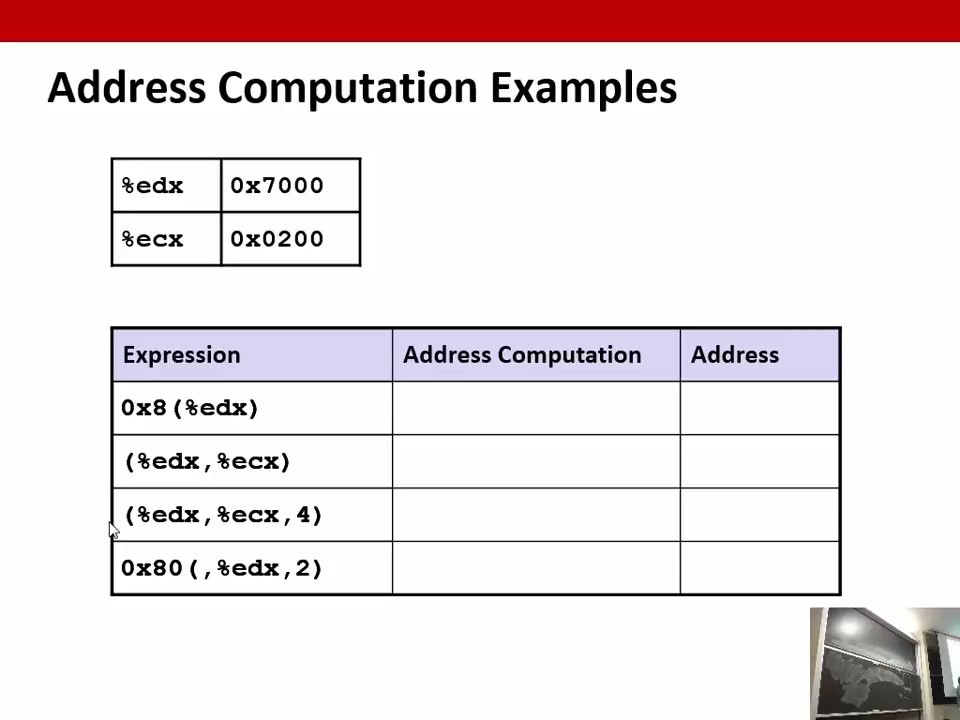 Address Computation Examples
%edx 0x7000
%ecx 0x0200
Expression Address Computation Address
0x8(%edx)
(%edx,%ecx)
(%edx,%ecx,4)
0x80(,%edx,2)